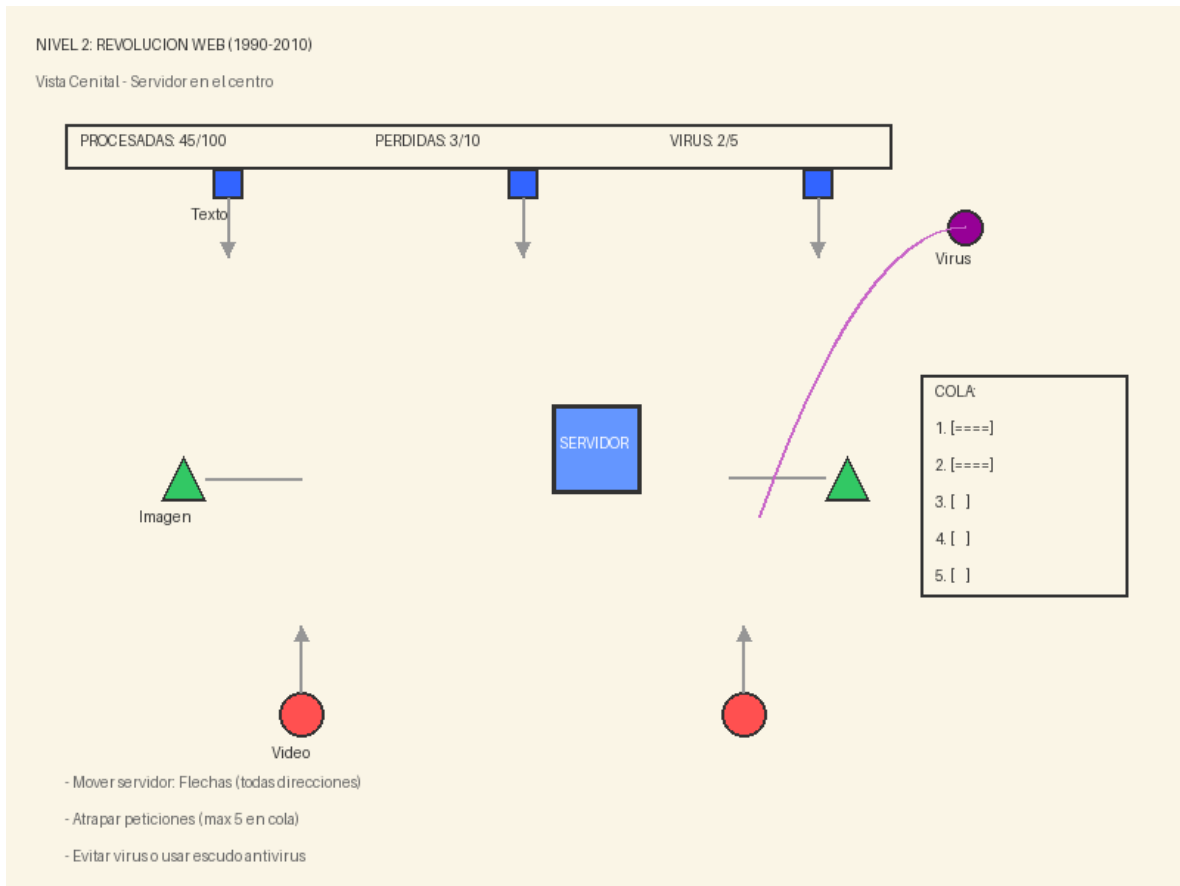 NIVEL 2: REVOLUCION WEB (1990-2010)
Vista Cenital - Servidor en el centro
PROCESADAS: 45/100 PERDIDAS: 3/10 VIRUS: 2/5
Texto
Virus
COLA:
SERVIDOR
1. [====]
2. [====]
3. [ ]
Imagen
4. [ ]
5. [ ]
Video
- Mover servidor: Flechas (todas direcciones)
- Atrapar peticiones (max 5 en cola)
- Evitar virus o usar escudo antivirus